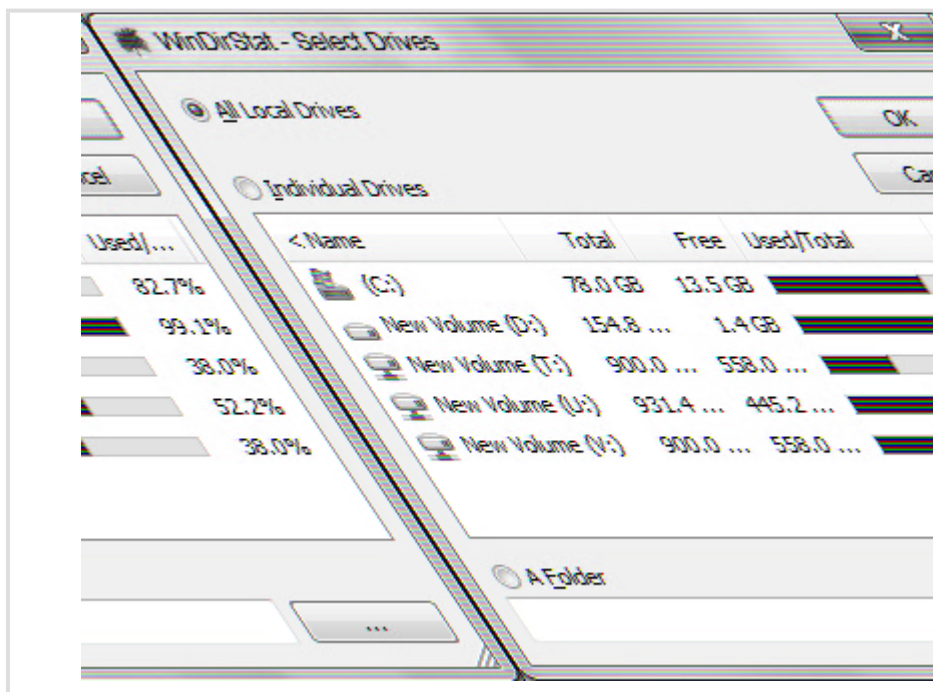 WinDirStat - Select Drives
All Local Drives
OK
cel
Ca
Individual Drives
Used/...
< Name Total Free Used/Total
82.7%
(C:) 78.0 GB 13.5 GB
99.1%
New Volume (D:) 154.8 ... 1.4 GB
38.0%
New Volume (T:) 900.0 ... 558.0 ...
52.2%
New Volume (U:) 931.4 ... 445.2 ...
38.0%
New Volume (V:) 900.0 ... 558.0 ...
A Folder
...